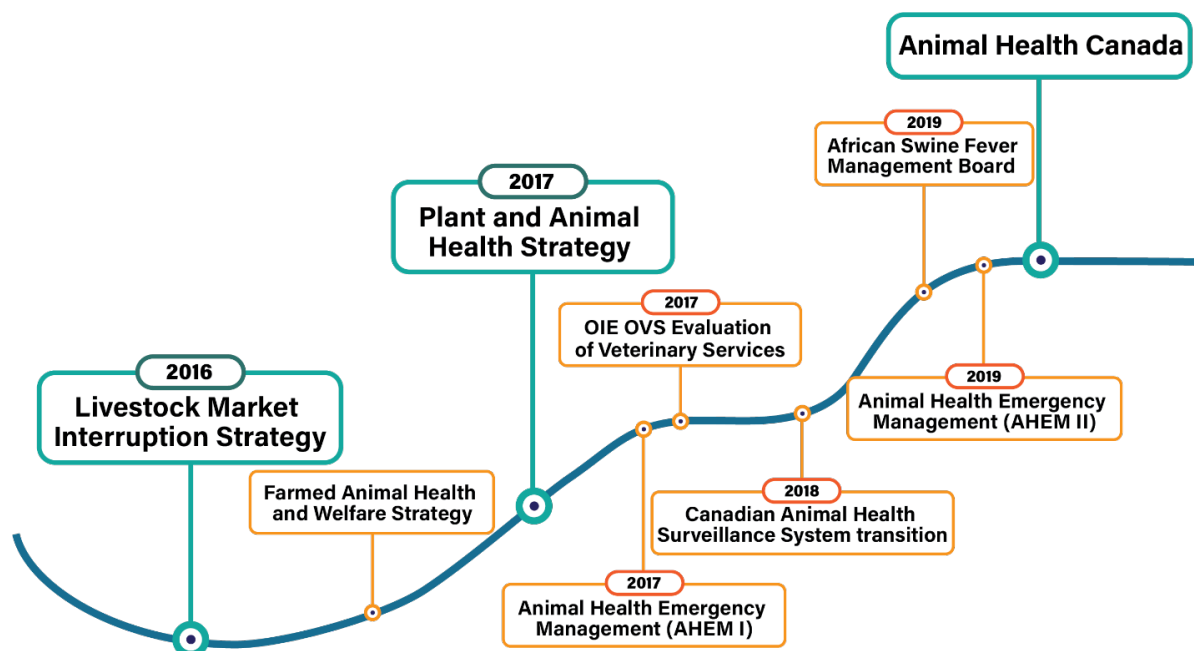 Animal Health Canada
2019
African Swine Fever
Management Board
2017
Plant and Animal
Health Strategy
2017
OIE OVS Evaluation
of Veterinary Services
2016
Livestock Market
Interruption Strategy
2019
Animal Health Emergency
Management (AHEM II)
Farmed Animal Health
and Welfare Strategy
2018
Canadian Animal Health
Surveillance System transition
2017
Animal Health Emergency
Management (AHEM I)